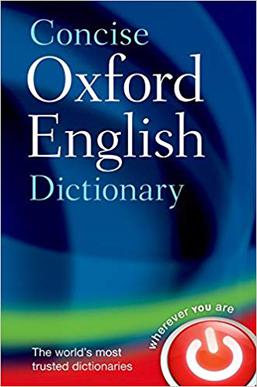 Concise
Oxford
English
Dictionary
wherever YOU are
The world's most
trusted dictionaries